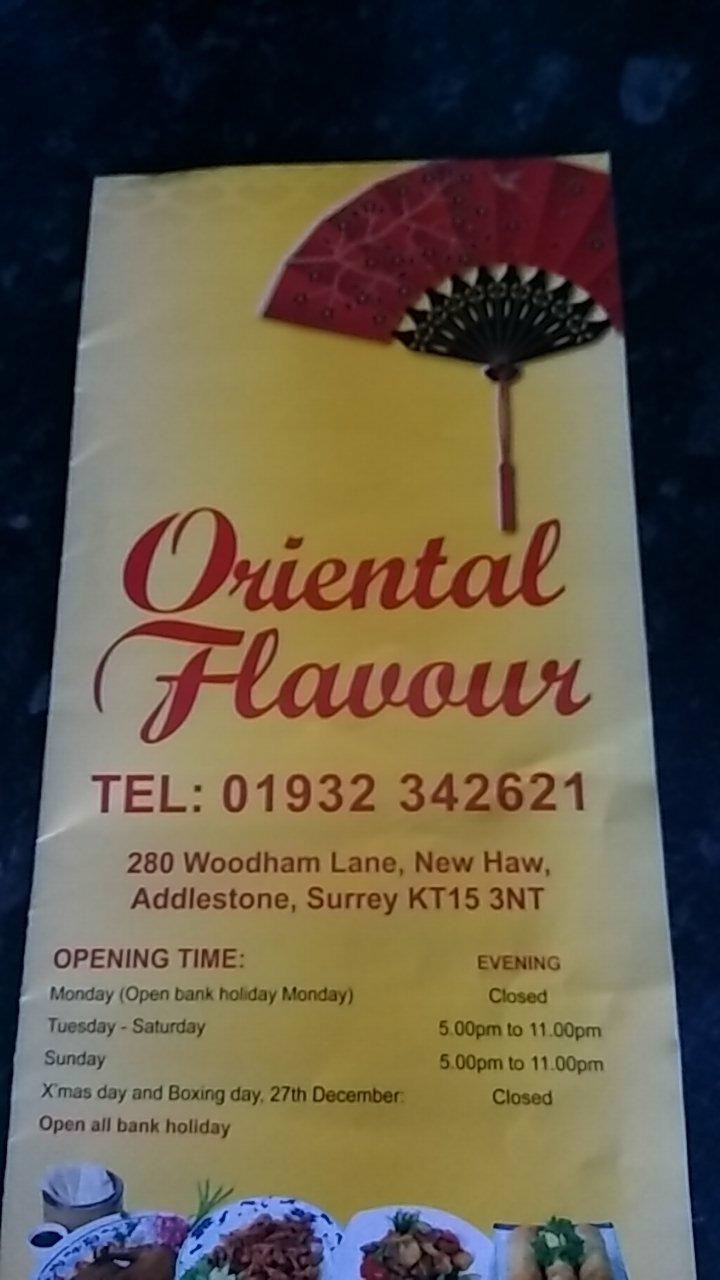 Oriental
Flavour
TEL: 01932 342621
280 Woodham Lane, New Haw,
Addlestone, Surrey KT15 3NT
OPENING TIME: EVENING
Monday (Open bank holiday Monday) Closed
Tuesday - Saturday 5.00pm to 11.00pm
Sunday 5.00pm to 11.00pm
X'mas day and Boxing day, 27th December: Closed
Open all bank holiday